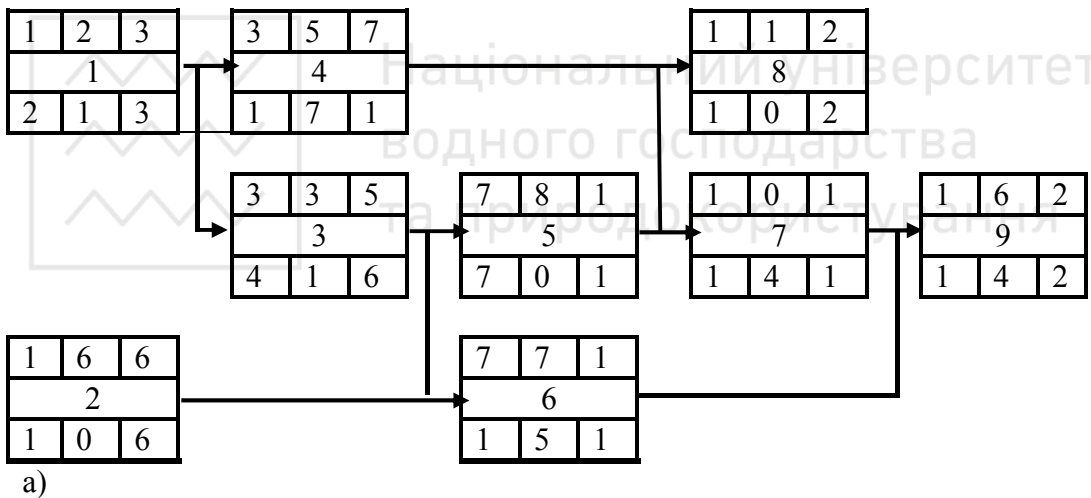 1 2 3
1
2 1 3
3 5 7
4
1 7 1
1 1 2
8
1 0 2
Національний університет
водного господарства
та природокористування
3 3 5
3
4 1 6
7 8 1
5
7 0 1
1 0 1
7
1 4 1
1 6 2
9
1 4 2
1 6 6
2
1 0 6
7 7 1
6
1 5 1
а)